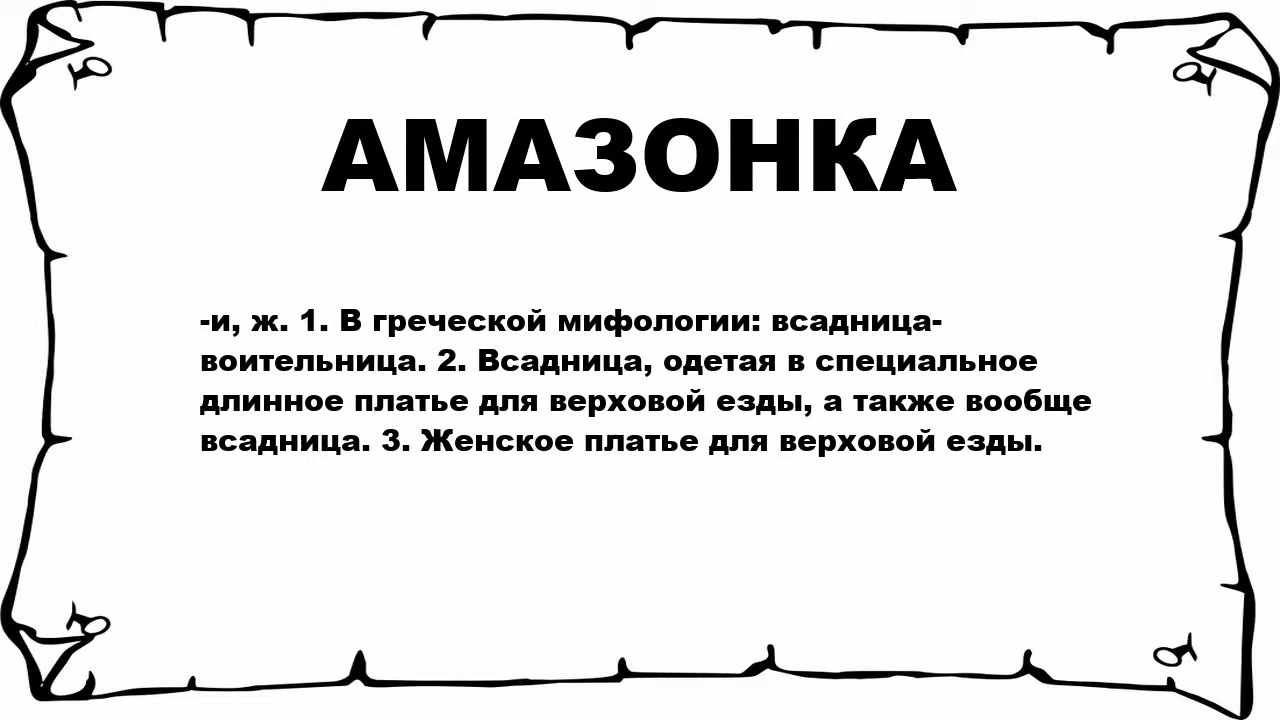 АМАЗОНКА
-и, ж. 1. В греческой мифологии: всадница-
воительница. 2. Всадница, одетая в специальное
длинное платье для верховой езды, а также вообще
всадница. 3. Женское платье для верховой езды.